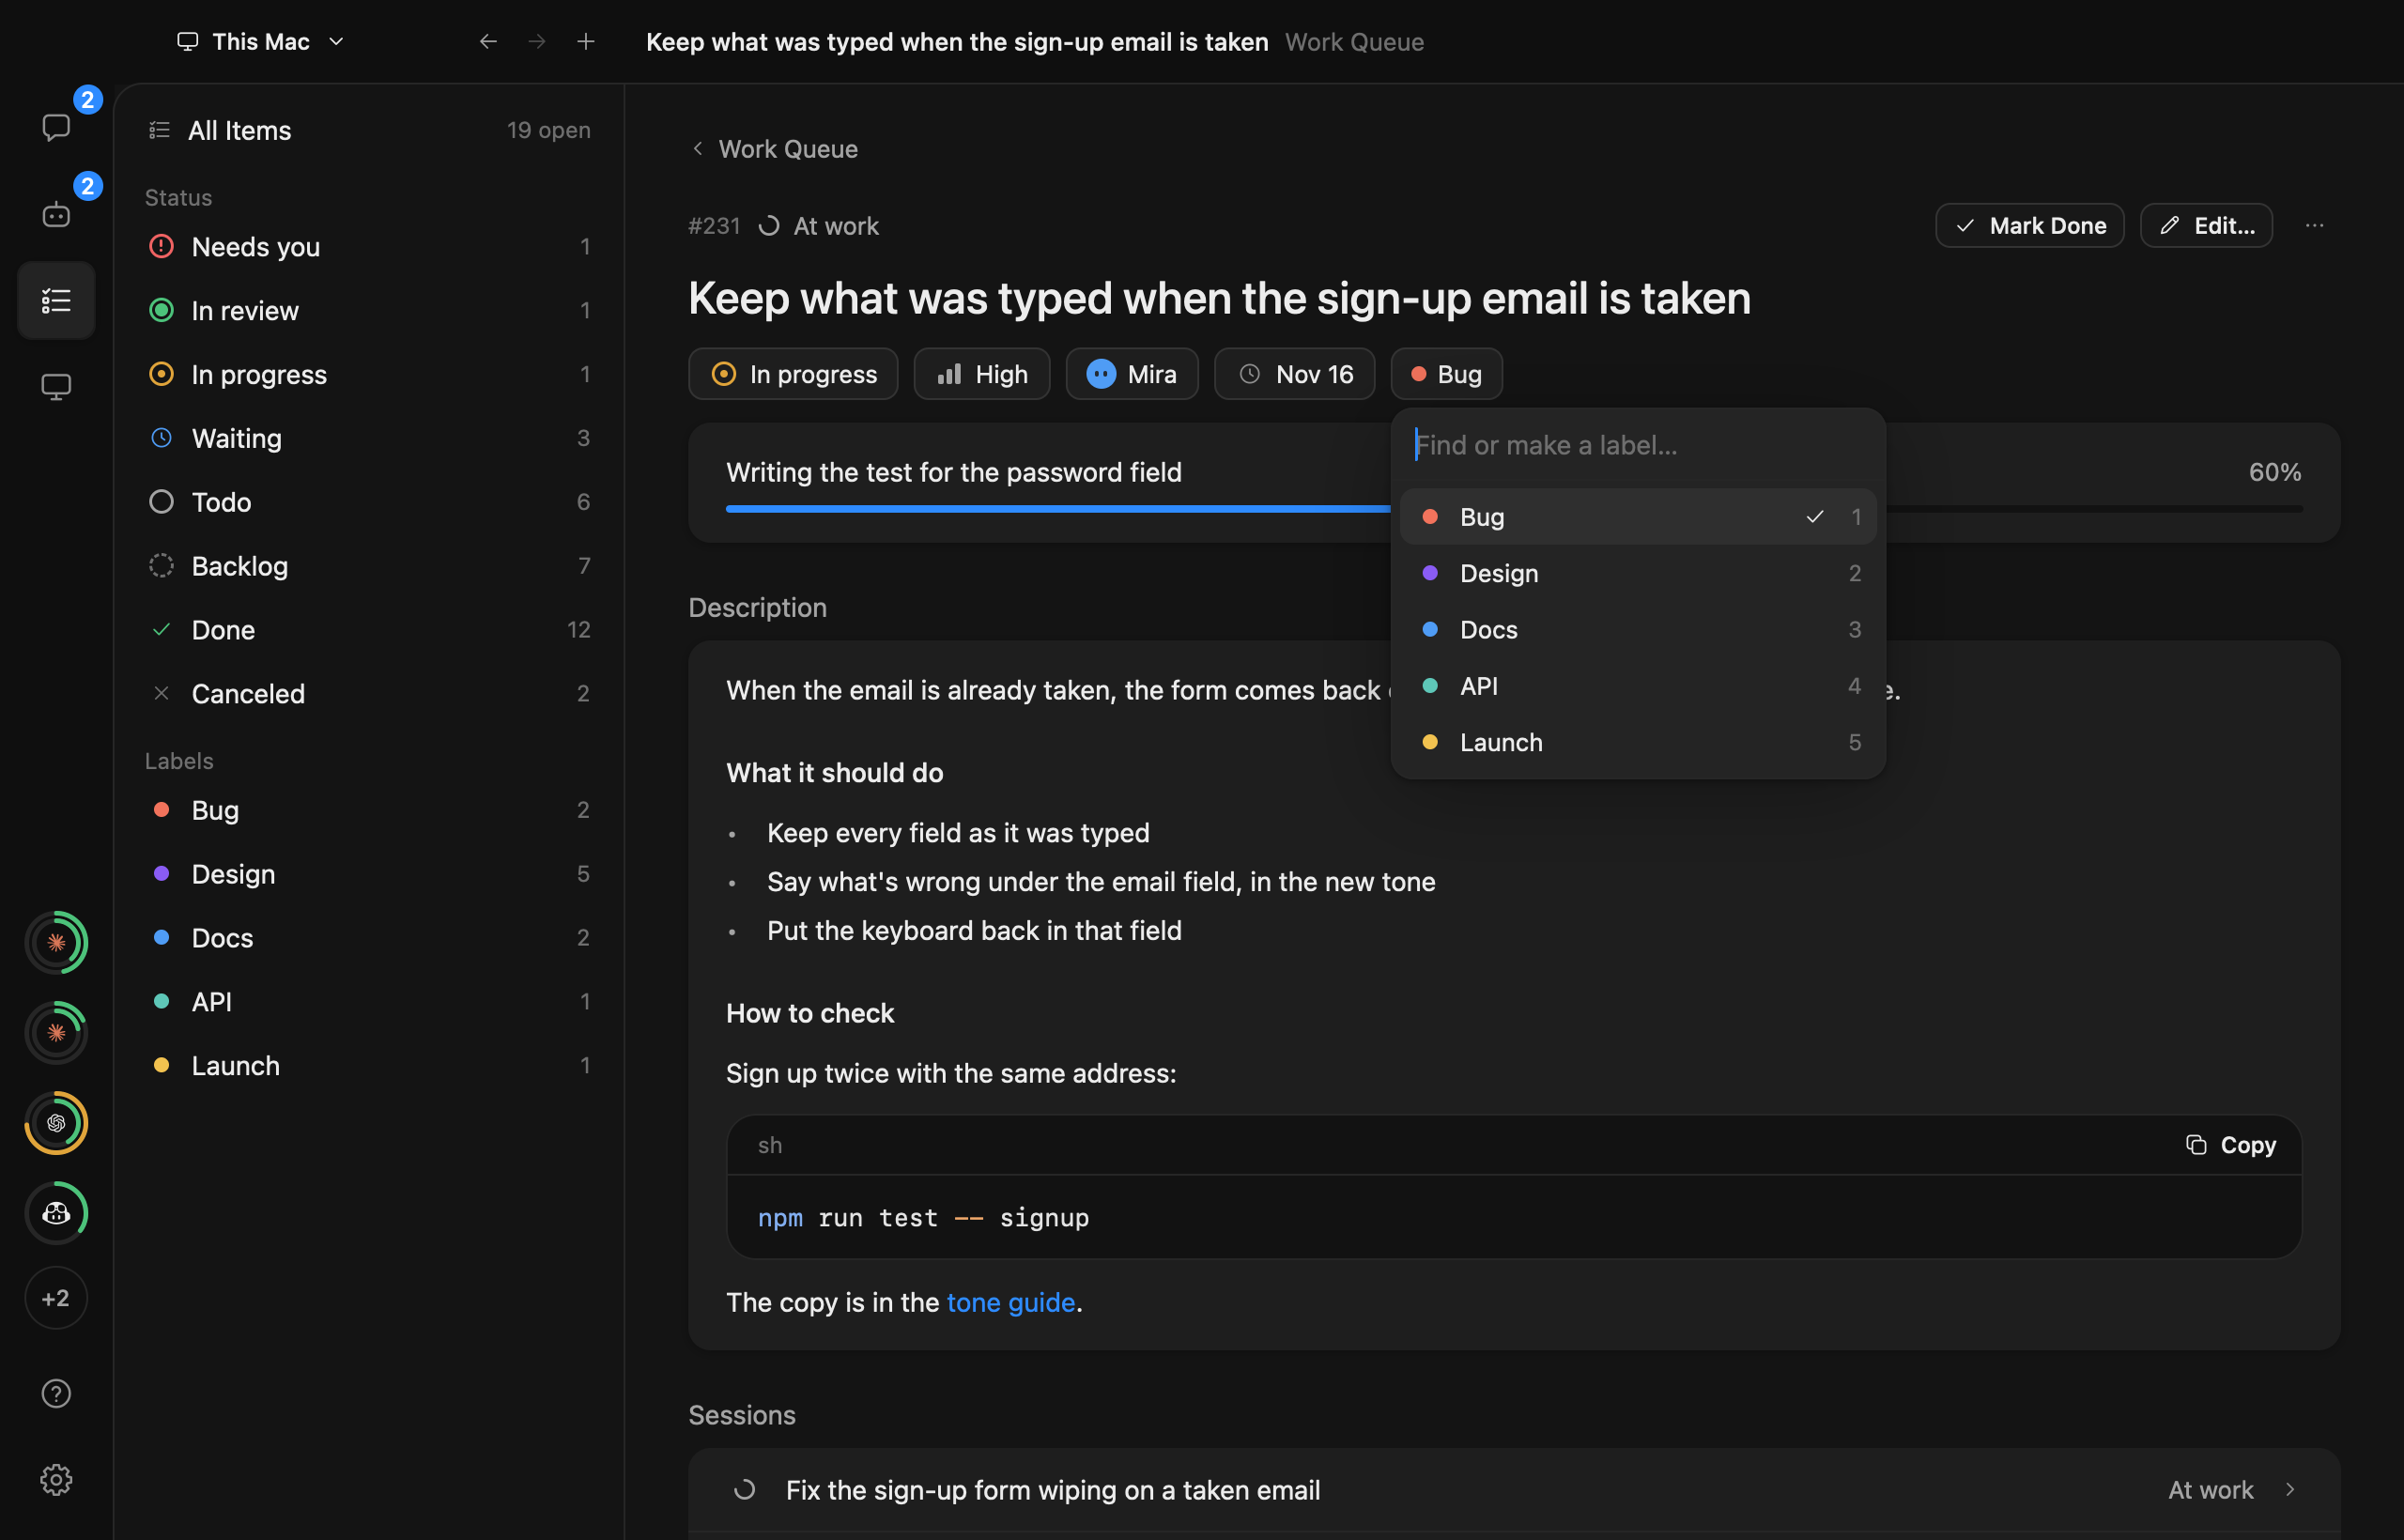 This Mac
Keep what was typed when the sign-up email is taken Work Queue
2
2
All Items 19 open
Status
Needs you 1
In review 1
In progress 1
Waiting 3
Todo 6
Backlog 7
Done 12
Canceled 2
Labels
Bug 2
Design 5
Docs 2
API 1
Launch 1
+2
Work Queue
#231 At work
Mark Done Edit...
Keep what was typed when the sign-up email is taken
In progress High Mira Nov 16 Bug
Writing the test for the password field 60%
Find or make a label...
Bug 1
Design 2
Docs 3
API 4
Launch 5
Description
When the email is already taken, the form comes back
What it should do
• Keep every field as it was typed
• Say what's wrong under the email field, in the new tone
• Put the keyboard back in that field
How to check
Sign up twice with the same address:
sh Copy
npm run test -- signup
The copy is in the tone guide.
Sessions
Fix the sign-up form wiping on a taken email At work